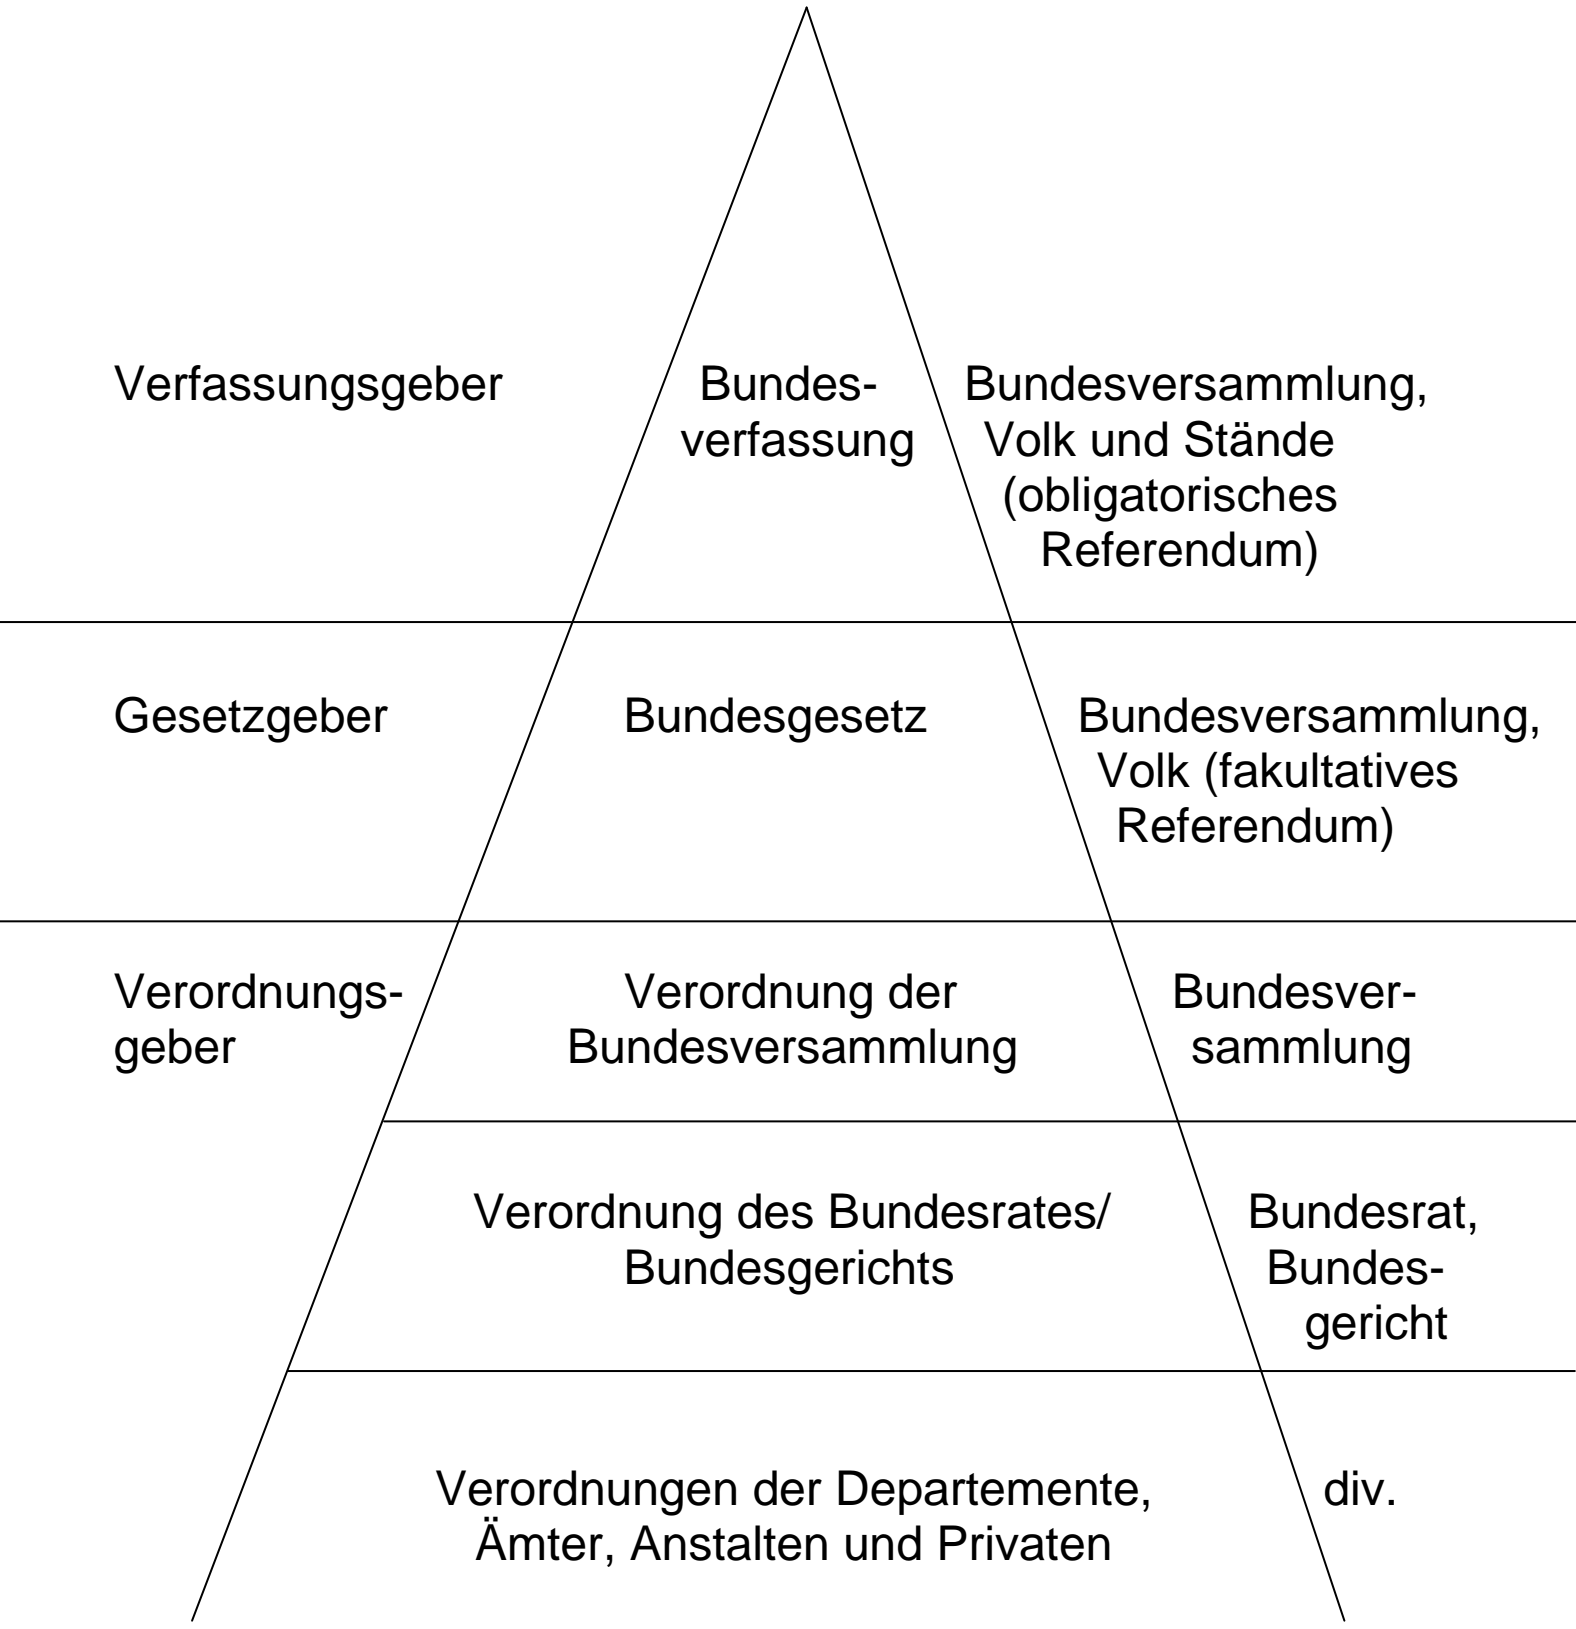 Verfassungsgeber
Bundes-
verfassung
Bundesversammlung,
Volk und Stände
(obligatorisches
Referendum)
Gesetzgeber
Bundesgesetz
Bundesversammlung,
Volk (fakultatives
Referendum)
Verordnungs-
geber
Verordnung der
Bundesversammlung
Bundesver-
sammlung
Verordnung des Bundesrates/
Bundesgerichts
Bundesrat,
Bundes-
gericht
Verordnungen der Departemente,
Ämter, Anstalten und Privaten
div.